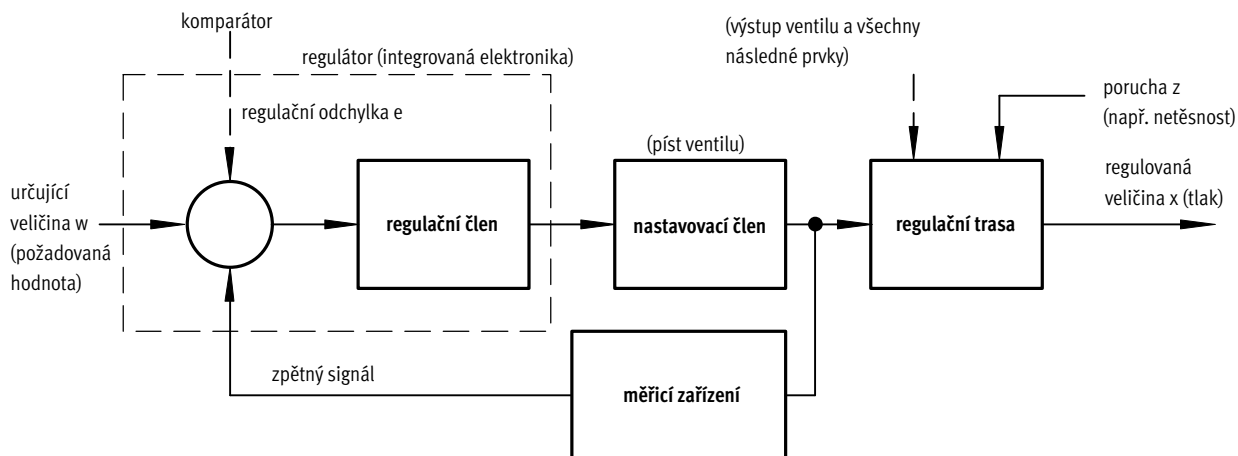 komparátor
regulátor (integrovaná elektronika)
(výstup ventilu a všechny
následné prvky)
porucha z
(např. netěsnost)
regulační odchylka e
(píst ventilu)
určující
veličina w
(požadovaná
hodnota)
regulační člen
nastavovací člen
regulační trasa
regulovaná
veličina x (tlak)
zpětný signál
měřicí zařízení